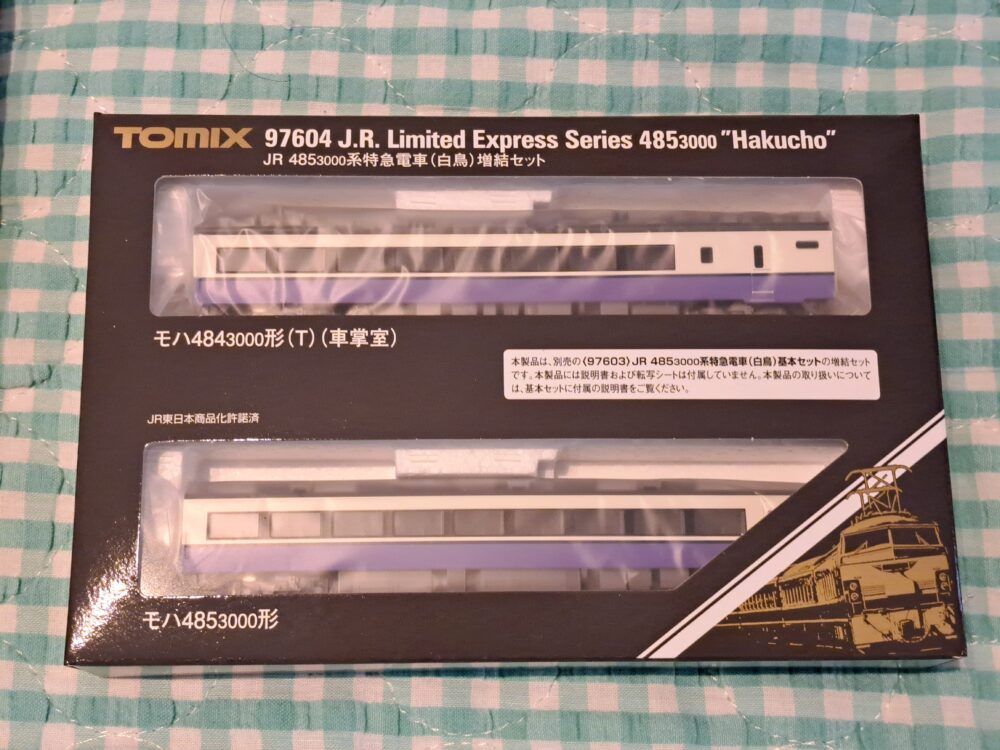 TOMIX 97604 J.R. Limited Express Series 4853000 "Hakucho"
JR 4853000系特急電車(白鳥)増結セット
モハ4843000形(T)(車掌室)
本製品は、別売の〈97603〉JR 4853000系特急電車(白鳥)基本セットの増結セット
です。本製品には説明書および転写シートは付属していません。本製品の取り扱いについて
は、基本セットに付属の説明書をご覧ください。
JR東日本商品化許諾済
モハ4853000形